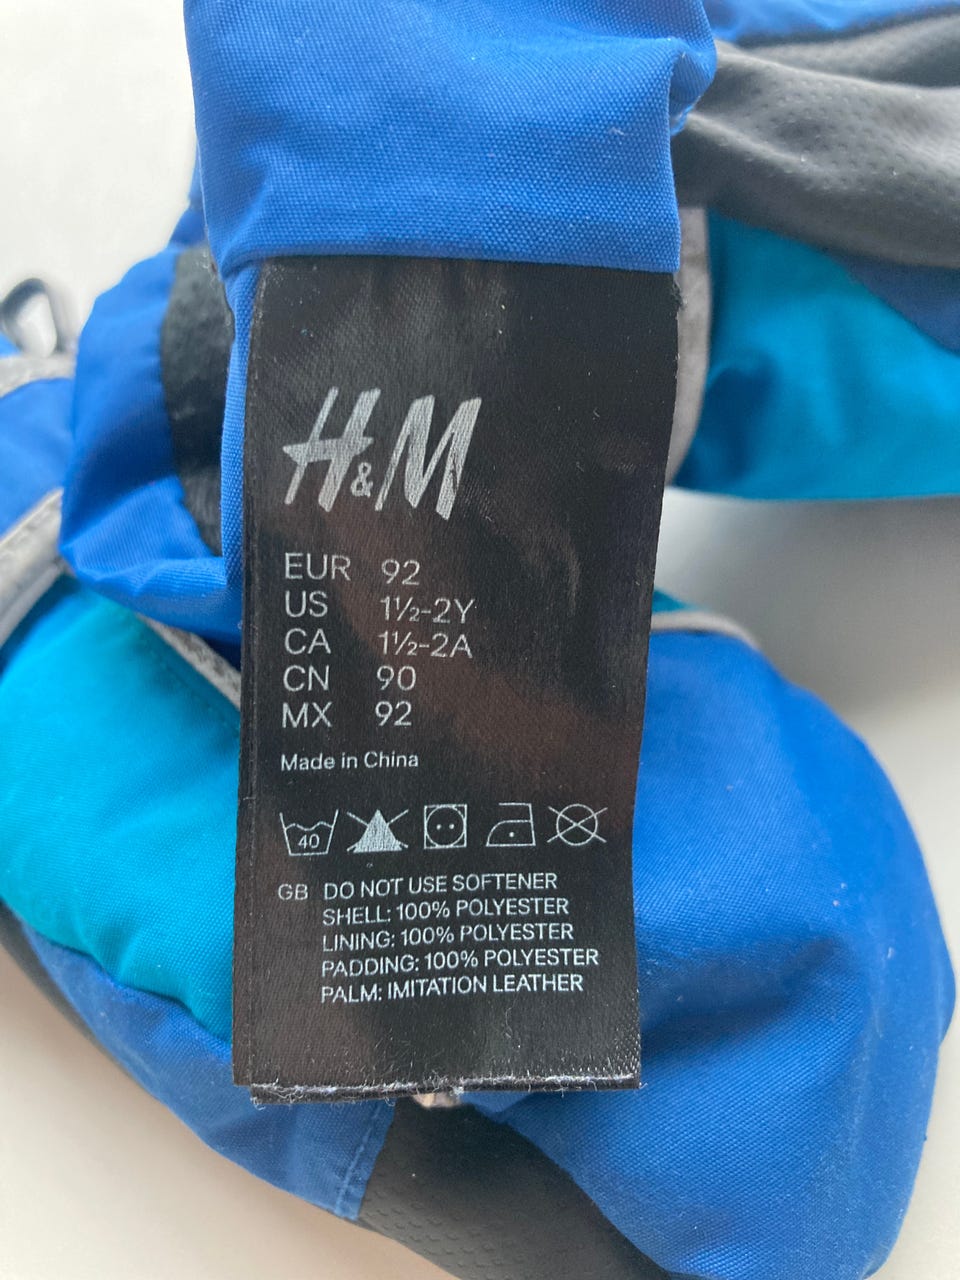 H&M
EUR 92
US 1½-2Y
CA 1½-2A
CN 90
MX 92
Made in China
40
GB DO NOT USE SOFTENER
SHELL: 100% POLYESTER
LINING: 100% POLYESTER
PADDING: 100% POLYESTER
PALM: IMITATION LEATHER